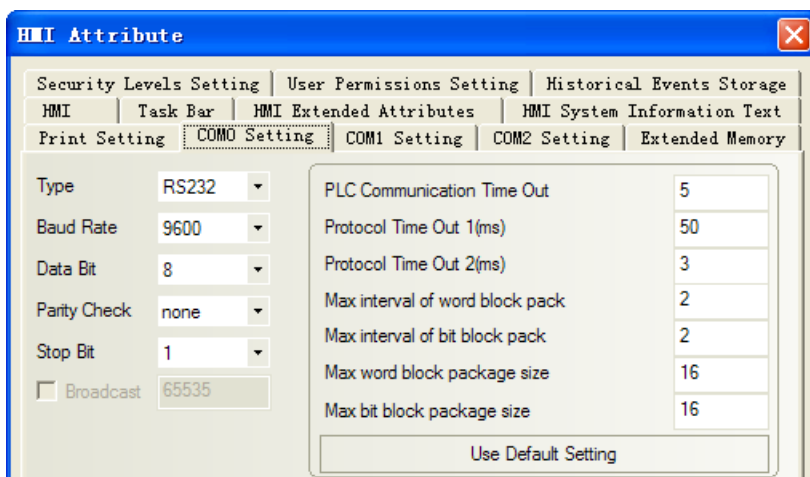 HMI Attribute
Security Levels Setting User Permissions Setting Historical Events Storage
HMI Task Bar HMI Extended Attributes HMI System Information Text
Print Setting COM0 Setting COM1 Setting COM2 Setting Extended Memory
Type RS232
Baud Rate 9600
Data Bit 8
Parity Check none
Stop Bit 1
Broadcast 65535
PLC Communication Time Out 5
Protocol Time Out 1(ms) 50
Protocol Time Out 2(ms) 3
Max interval of word block pack 2
Max interval of bit block pack 2
Max word block package size 16
Max bit block package size 16
Use Default Setting